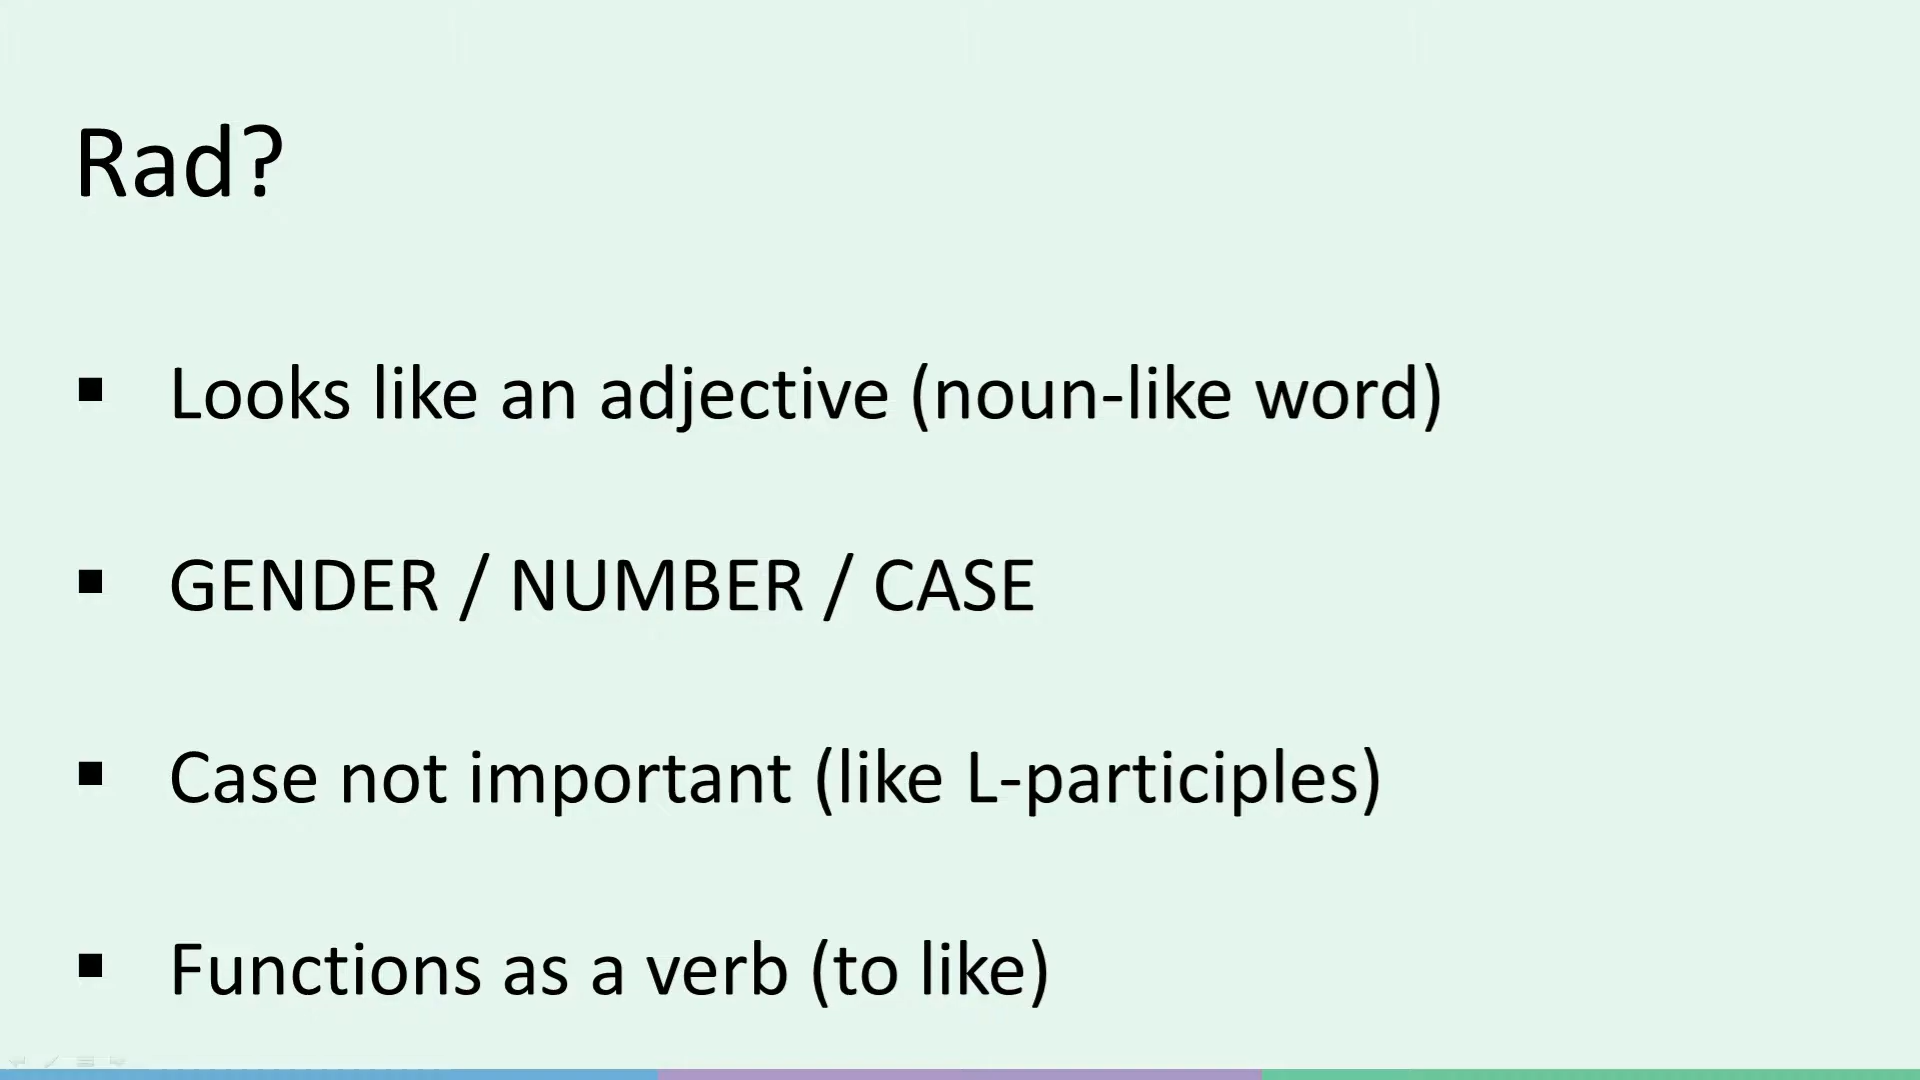 Rad?
▪ Looks like an adjective (noun-like word)
▪ GENDER / NUMBER / CASE
▪ Case not important (like L-participles)
▪ Functions as a verb (to like)